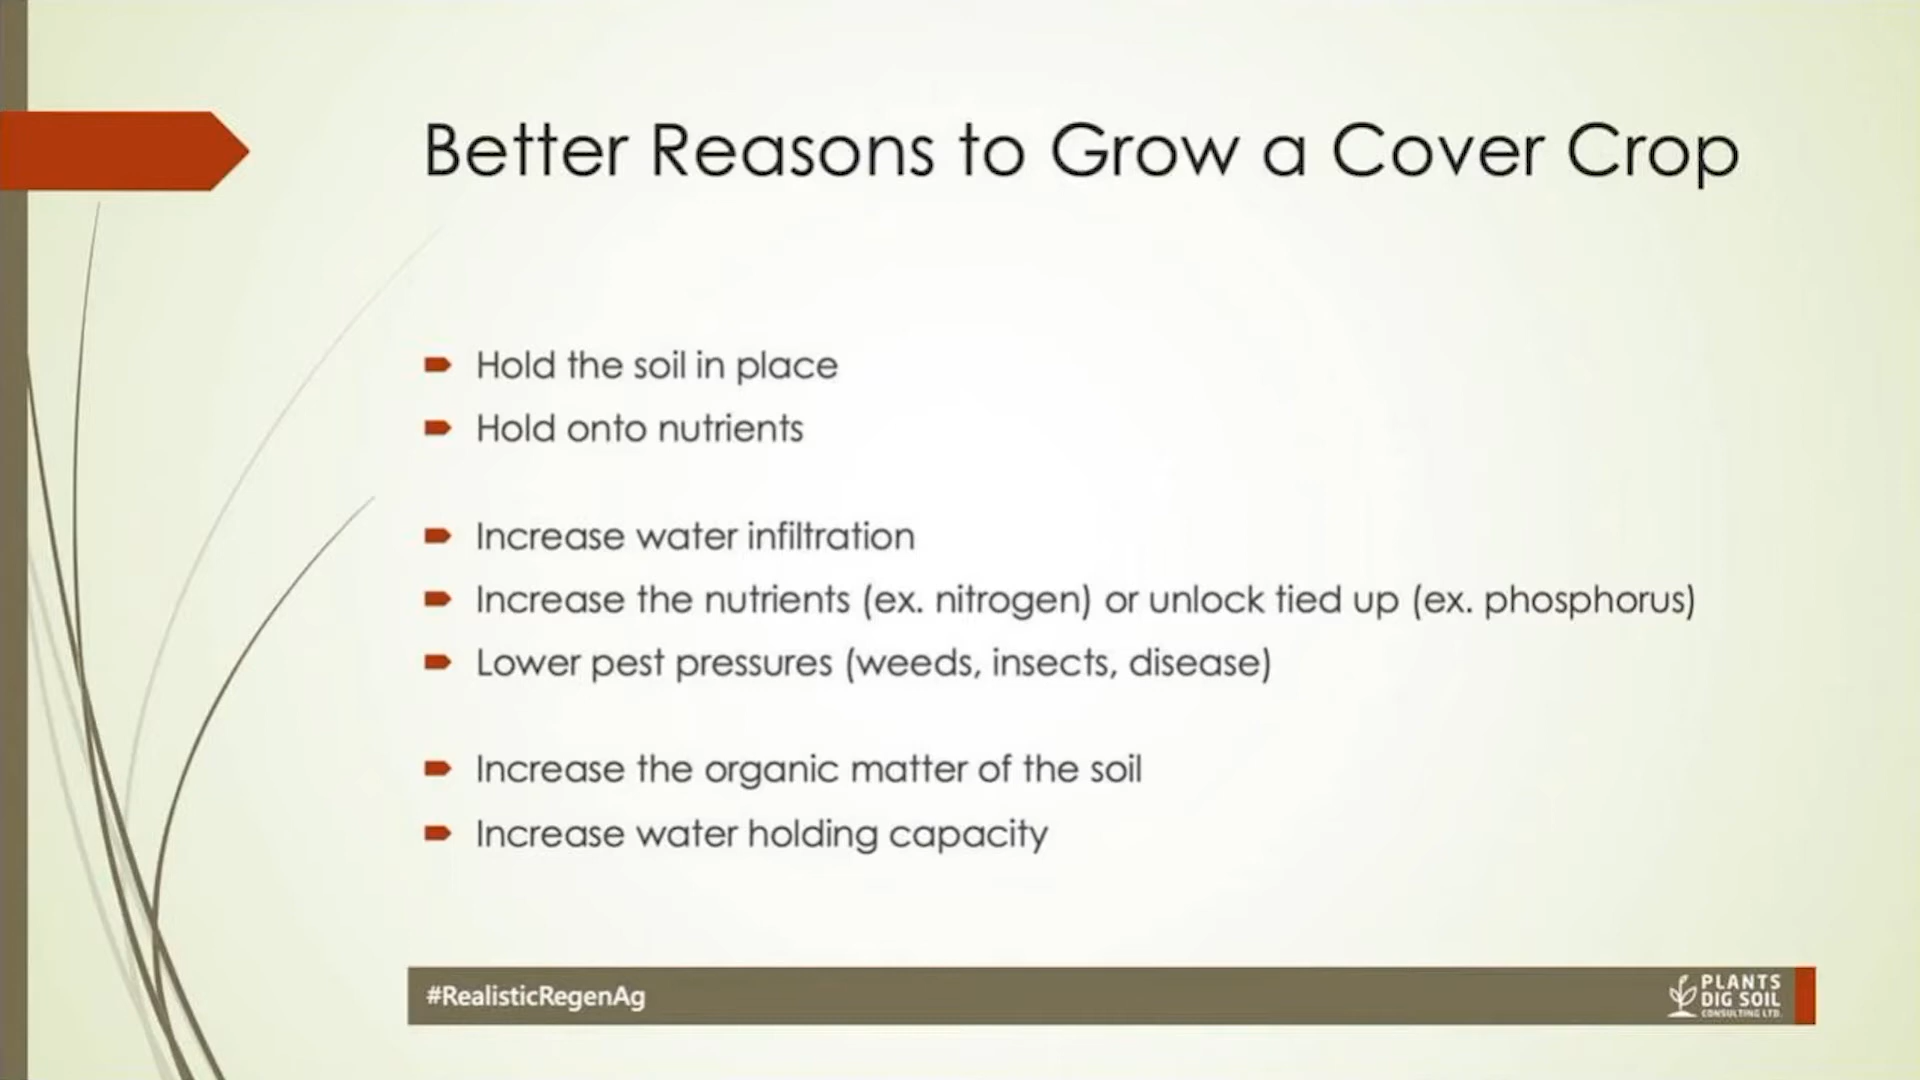 Better Reasons to Grow a Cover Crop
Hold the soil in place
Hold onto nutrients
Increase water infiltration
Increase the nutrients (ex. nitrogen) or unlock tied up (ex. phosphorus)
Lower pest pressures (weeds, insects, disease)
Increase the organic matter of the soil
Increase water holding capacity
#RealisticRegenAg
PLANTS
DIG SOIL
CONSULTING LTD.